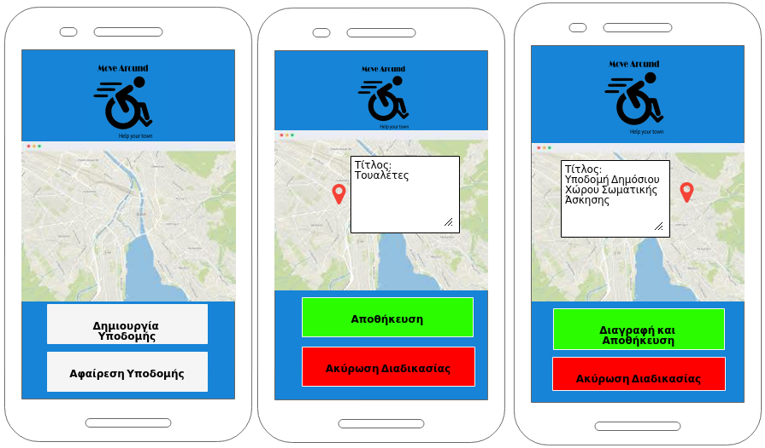 Move Around
Help your town
Δημιουργία
Υποδομής
Αφαίρεση Υποδομής
Move Around
Help your town
Τίτλος:
Τουαλέτες
Αποθήκευση
Ακύρωση Διαδικασίας
Move Around
Help your town
Τίτλος:
Υποδομή Δημόσιου
Χώρου Σωματικής
Άσκησης
Διαγραφή και
Αποθήκευση
Ακύρωση Διαδικασίας